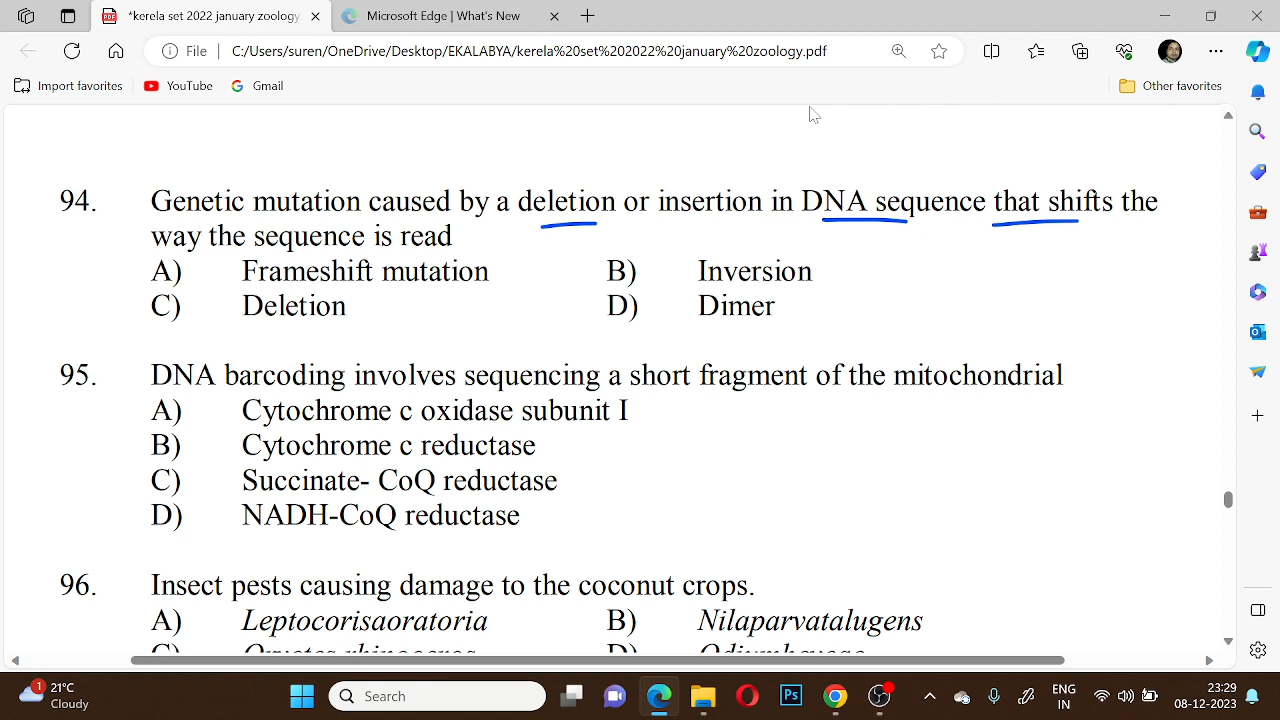 *kerela set 2022 january zoology
Microsoft Edge | What's New
File
C:/Users/suren/OneDrive/Desktop/EKALABYA/kerela%20set%202022%20january%20zoology.pdf
Import favorites
YouTube
Gmail
Other favorites
94. Genetic mutation caused by a deletion or insertion in DNA sequence that shifts the
way the sequence is read
A) Frameshift mutation B) Inversion
C) Deletion D) Dimer
95. DNA barcoding involves sequencing a short fragment of the mitochondrial
A) Cytochrome c oxidase subunit I
B) Cytochrome c reductase
C) Succinate- CoQ reductase
D) NADH-CoQ reductase
96. Insect pests causing damage to the coconut crops.
A) Leptocorisaoratoria B) Nilaparvatalugens
1
21°C
Cloudy
Search
Ps
ENG
IN
23:29
08-12-2023